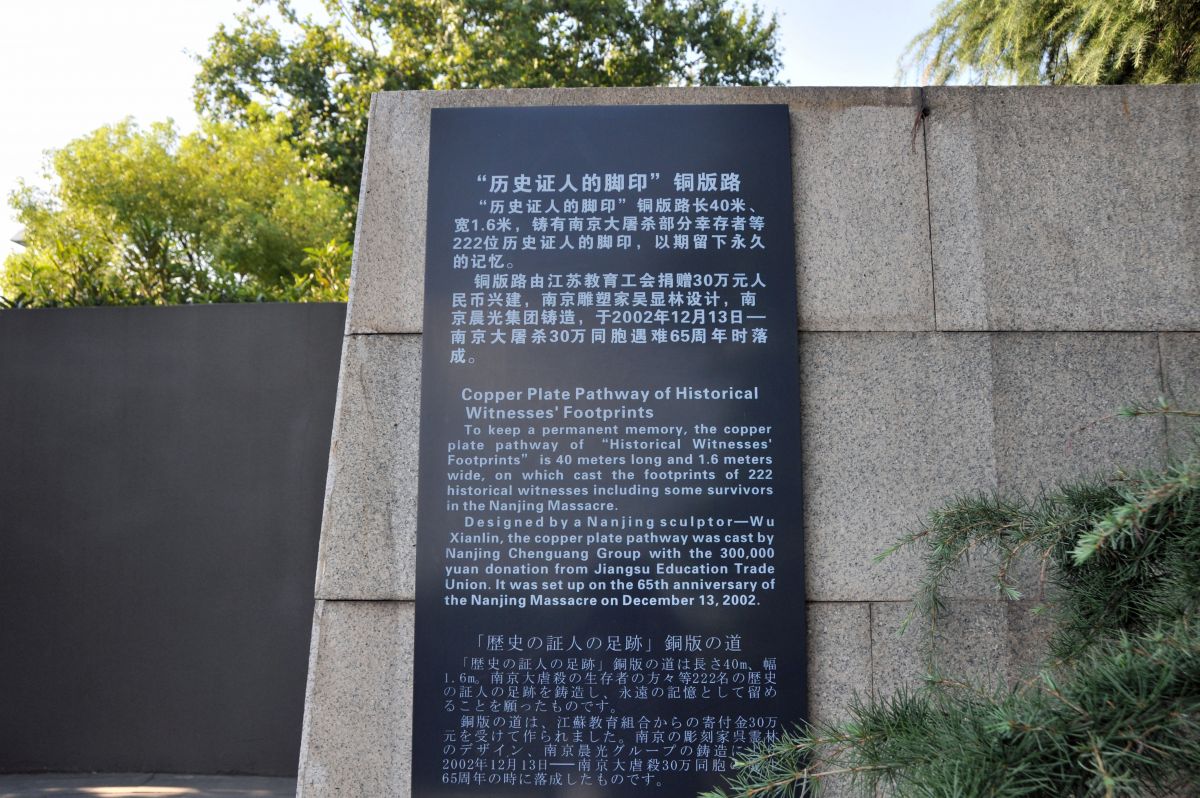 “历史证人的脚印”铜版路
“历史证人的脚印”铜版路长40米、
宽1.6米，铸有南京大屠杀部分幸存者等
222位历史证人的脚印，以期留下永久
的记忆。
铜版路由江苏教育工会捐赠30万元人
民币兴建，南京雕塑家吴显林设计，南
京晨光集团铸造，于2002年12月13日—
南京大屠杀30万同胞遇难65周年时落
成。
Copper Plate Pathway of Historical
Witnesses' Footprints
To keep a permanent memory, the copper
plate pathway of “Historical Witnesses'
Footprints” is 40 meters long and 1.6 meters
wide, on which cast the footprints of 222
historical witnesses including some survivors
in the Nanjing Massacre.
Designed by a Nanjing sculptor—Wu
Xianlin, the copper plate pathway was cast by
Nanjing Chenguang Group with the 300,000
yuan donation from Jiangsu Education Trade
Union. It was set up on the 65th anniversary of
the Nanjing Massacre on December 13, 2002.
「歴史の証人の足跡」銅版の道
「歴史の証人の足跡」銅版の道は長さ40m、幅
1.6m。南京大虐殺の生存者の方々等222名の歴史
の証人の足跡を鋳造し、永遠の記憶として留め
ることを願ったものです。
銅版の道は、江蘇教育組合からの寄付金30万
元を受けて作られました。南京の彫刻家呉顕林
のデザイン、南京晨光グループの鋳造に
2002年12月13日——南京大虐殺30万同胞
65周年の時に落成したものです。